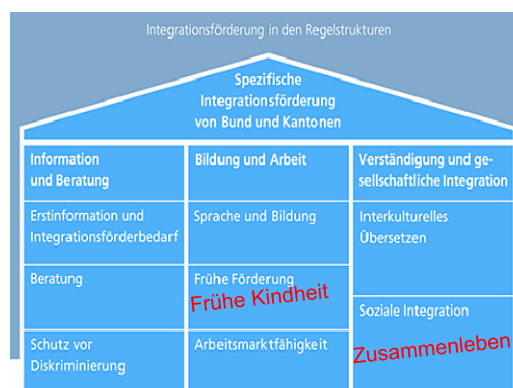 Integrationsförderung in den Regelstrukturen
Spezifische
Integrationsförderung
von Bund und Kantonen
Information
und Beratung
Erstinformation und
Integrationsförderbedarf
Beratung
Schutz vor
Diskriminierung
Bildung und Arbeit
Sprache und Bildung
Frühe Förderung
Frühe Kindheit
Arbeitsmarktfähigkeit
Verständigung und ge-
sellschaftliche Integration
Interkulturelles
Übersetzen
Soziale Integration
Zusammenleben